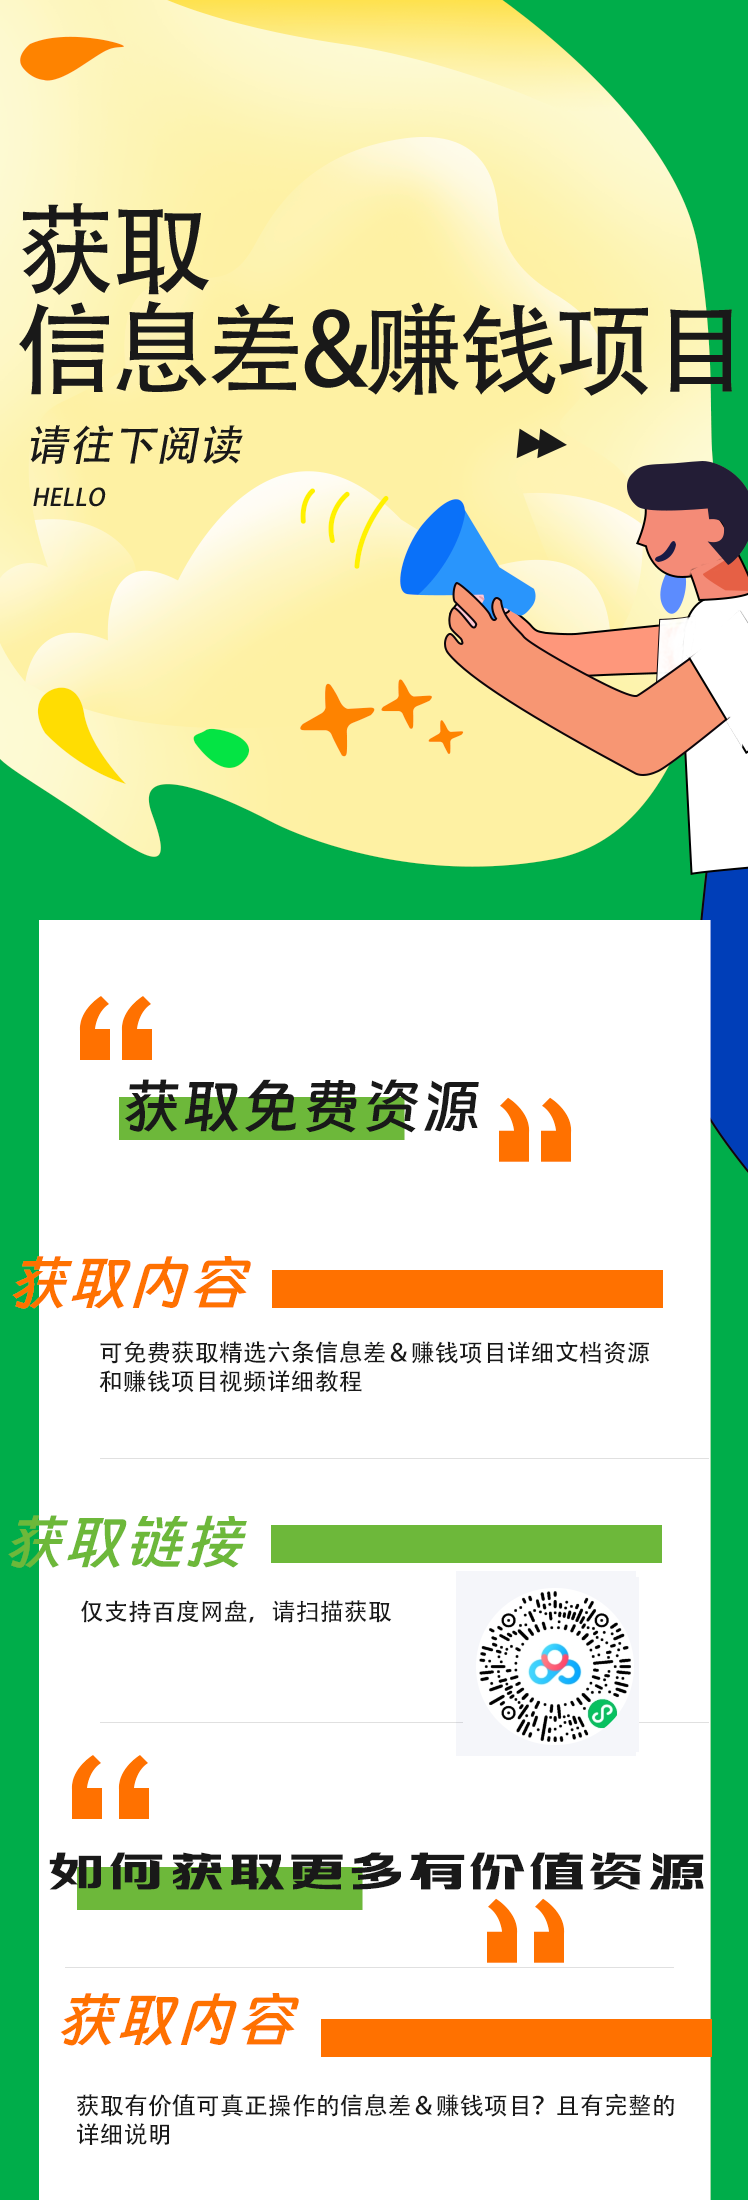 获取
信息差&赚钱项目
请往下阅读
HELLO
获取免费资源
获取内容
可免费获取精选六条信息差&赚钱项目详细文档资源
和赚钱项目视频详细教程
获取链接
仅支持百度网盘，请扫描获取
如何获取更多有价值资源
获取内容
获取有价值可真正操作的信息差&赚钱项目？且有完整的
详细说明